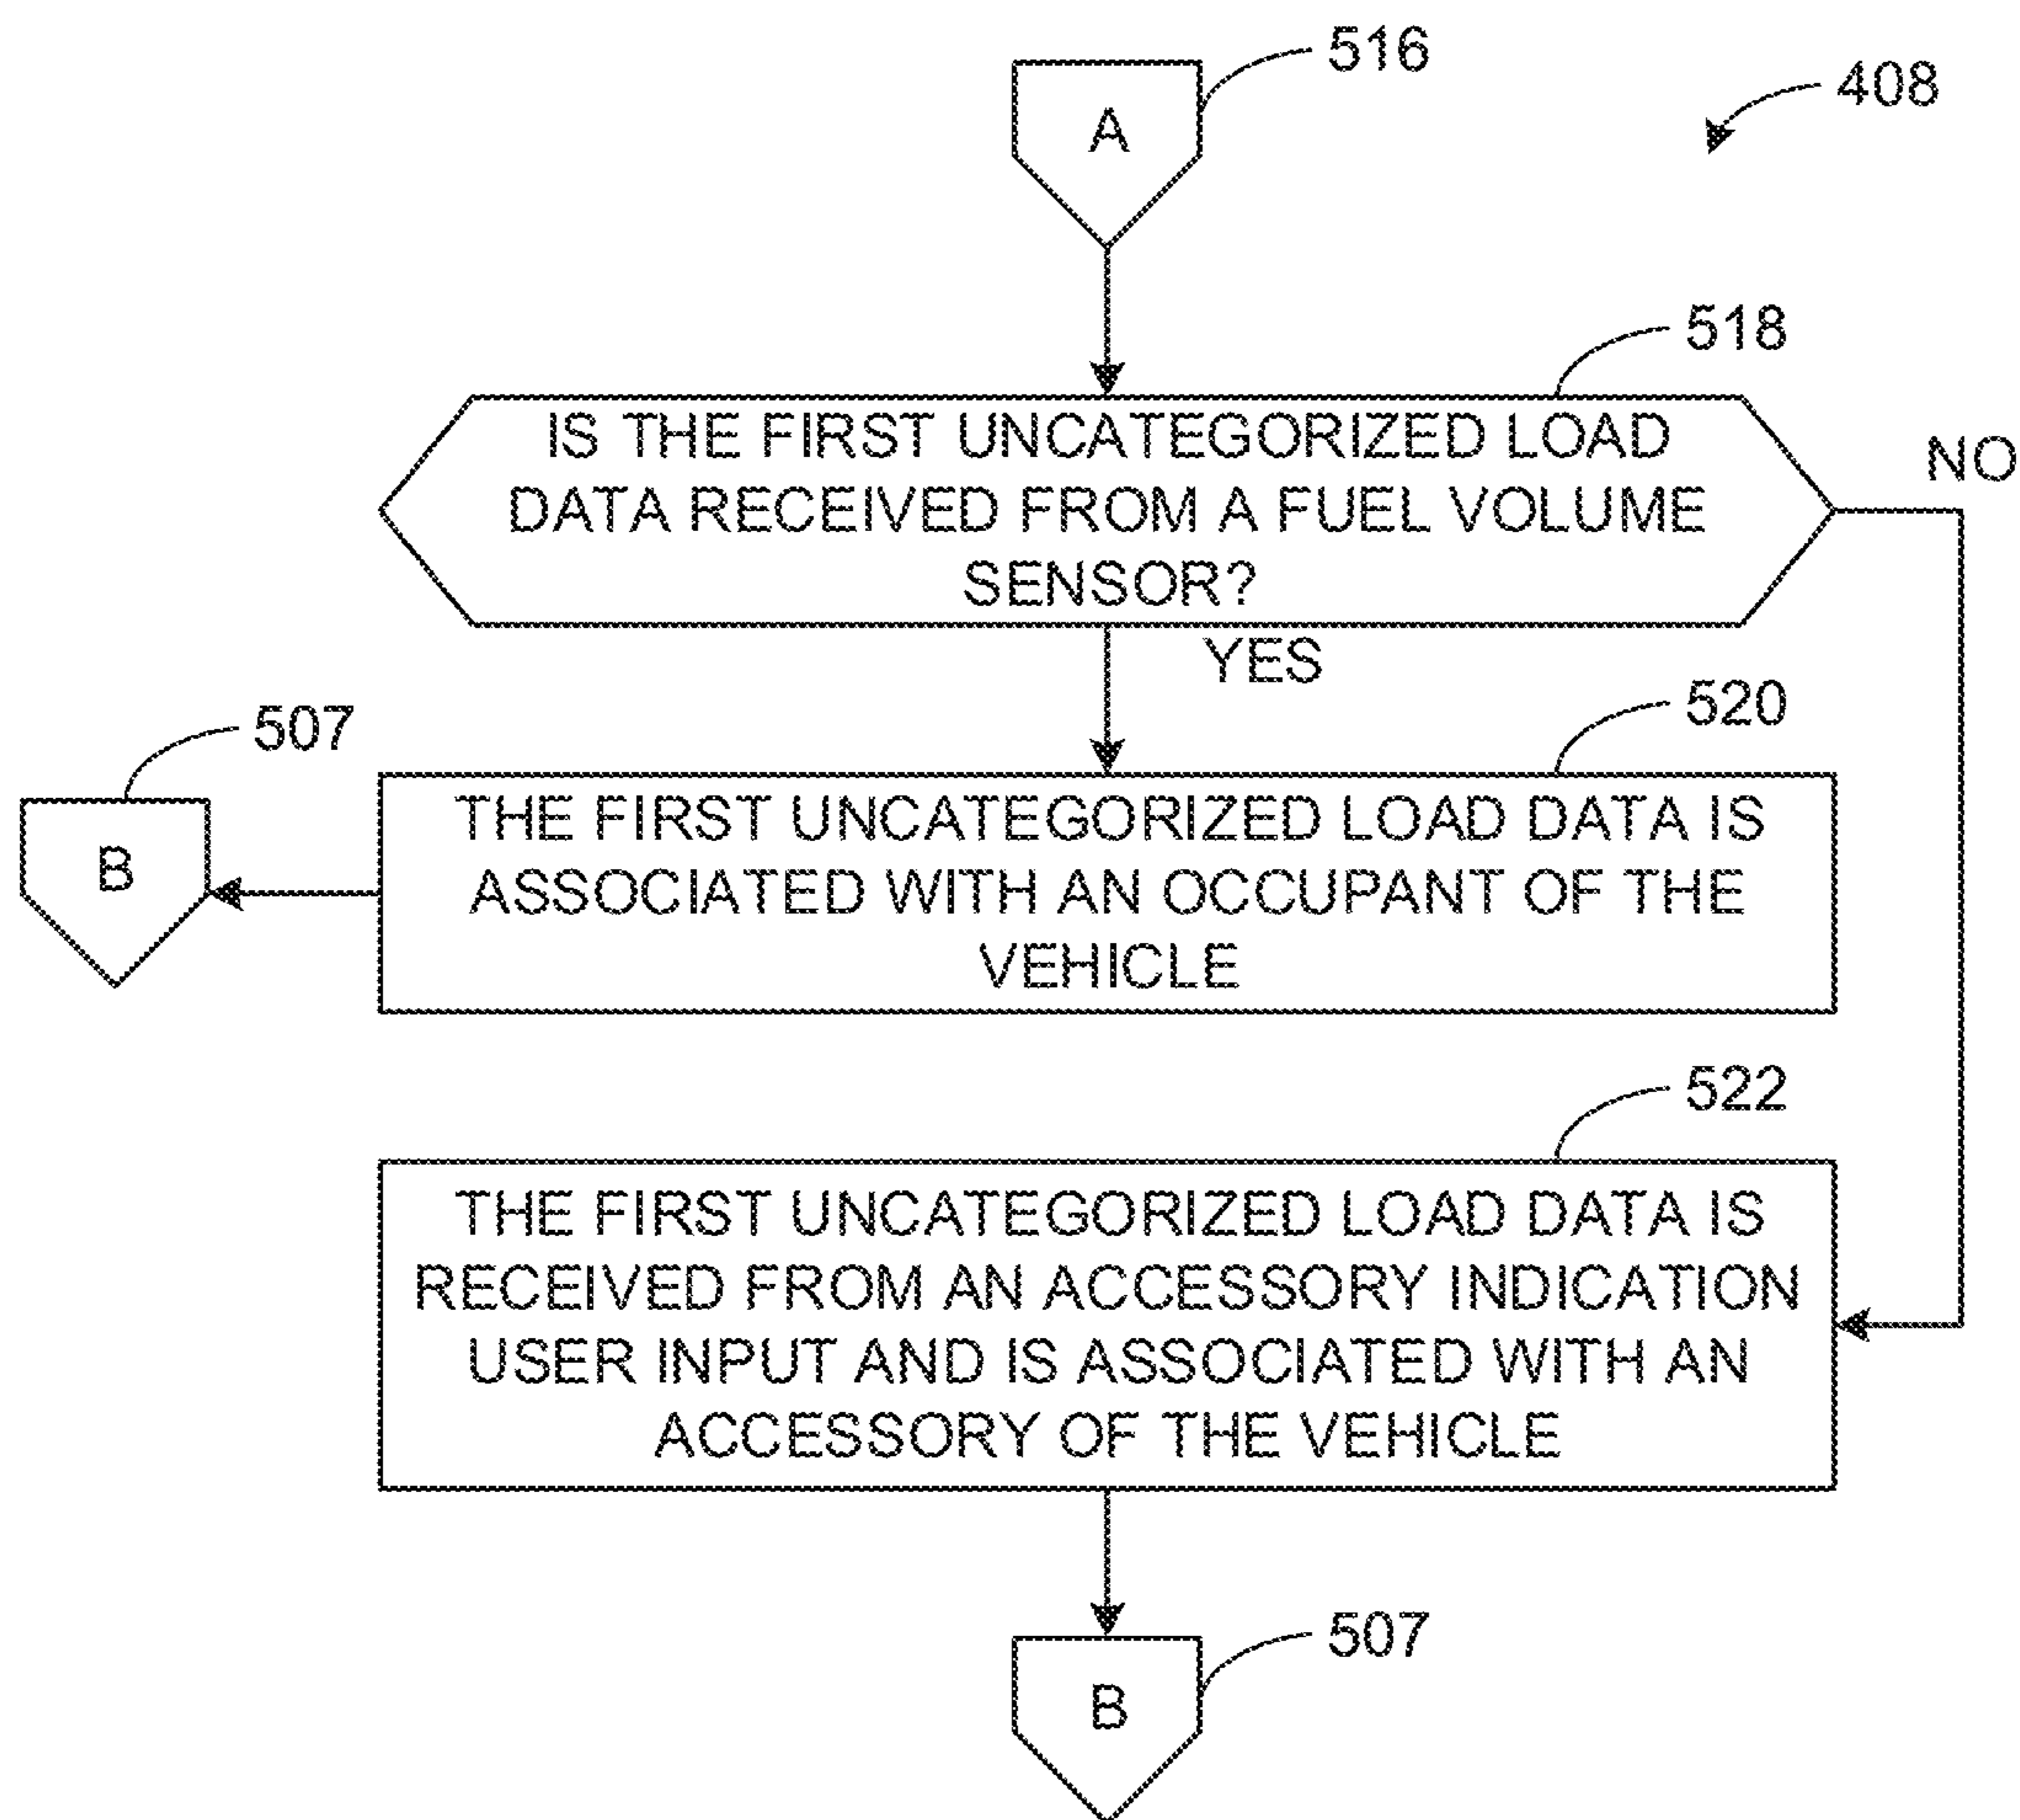 516
408
A
518
IS THE FIRST UNCATEGORIZED LOAD
DATA RECEIVED FROM A FUEL VOLUME
SENSOR?
NO
YES
520
507
THE FIRST UNCATEGORIZED LOAD DATA IS
ASSOCIATED WITH AN OCCUPANT OF THE
VEHICLE
B
522
THE FIRST UNCATEGORIZED LOAD DATA IS
RECEIVED FROM AN ACCESSORY INDICATION
USER INPUT AND IS ASSOCIATED WITH AN
ACCESSORY OF THE VEHICLE
507
B